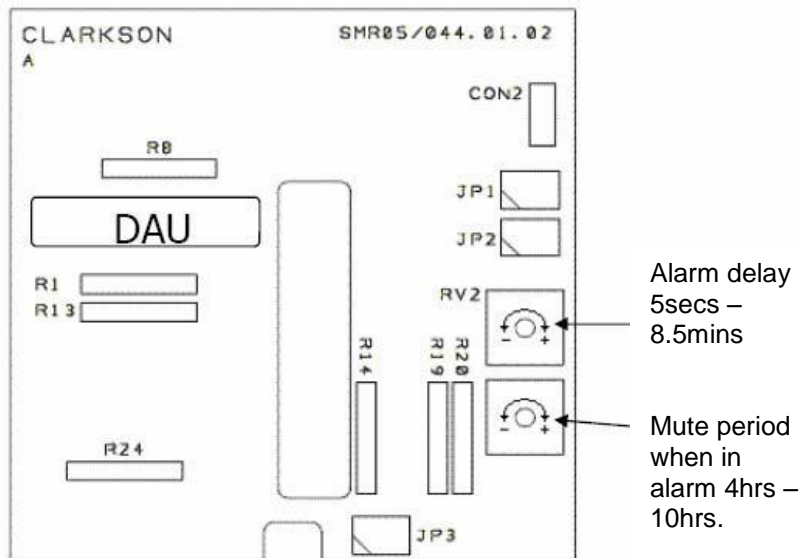 CLARKSON
SMR05/044.01.02
A
CON2
R8
JP1
DAU
JP2
R1
R13
RV2
Alarm delay
5secs –
8.5mins
R14
R19
R20
Mute period
when in
alarm 4hrs –
10hrs.
R24
JP3
- +
- +